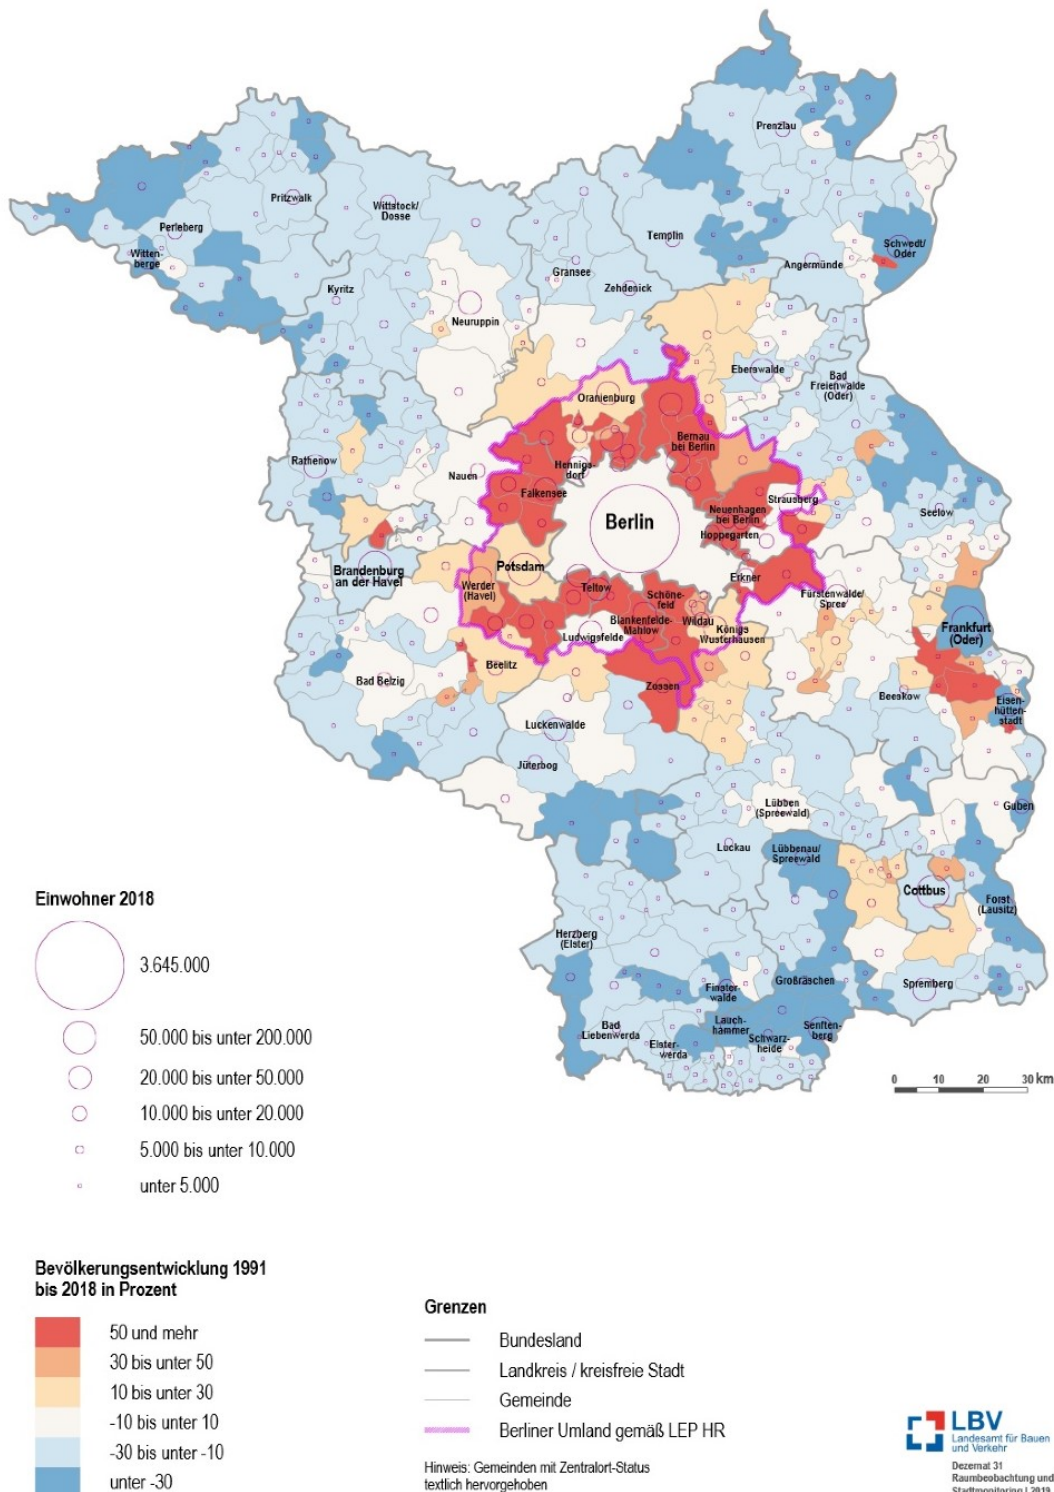 Prenzlau
Pritzwalk
Wittstock/
Dosse
Perleberg
Witten-
berge
Templin
Schwedt/
Oder
Angermünde
Gransee
Zehdenick
Kyritz
Neuruppin
Eberswalde
Bad
Freienwalde
(Oder)
Oranienburg
Bernau
bei Berlin
Rathenow
Nauen
Hennigs-
dorf
Falkensee
Strausberg
Seelow
Berlin
Neuenhagen
bei Berlin
Hoppegarten
Brandenburg
an der Havel
Potsdam
Werder
(Havel)
Teltow
Erkner
Schöne-
feld
Fürstenwalde/
Spree
Blankenfelde-
Mahlow
Wildau
Ludwigsfelde
Königs
Wusterhausen
Frankfurt
(Oder)
Beelitz
Bad Belzig
Zossen
Beeskow
Eisen-
hütten-
stadt
Luckenwalde
Jüterbog
Lübben
(Spreewald)
Guben
Luckau
Lübbenau/
Spreewald
Cottbus
Forst
(Lausitz)
Herzberg
(Elster)
Finster-
walde
Großräschen
Spremberg
Bad
Liebenwerda
Elster-
werda
Lauch-
hammer
Schwarz-
heide
Senften-
berg
0 10 20 30 km
Einwohner 2018
3.645.000
50.000 bis unter 200.000
20.000 bis unter 50.000
10.000 bis unter 20.000
5.000 bis unter 10.000
unter 5.000
Bevölkerungsentwicklung 1991
bis 2018 in Prozent
50 und mehr
30 bis unter 50
10 bis unter 30
-10 bis unter 10
-30 bis unter -10
unter -30
Grenzen
Bundesland
Landkreis / kreisfreie Stadt
Gemeinde
Berliner Umland gemäß LEP HR
Hinweis: Gemeinden mit Zentralort-Status
textlich hervorgehoben
LBV
Landesamt für Bauen
und Verkehr
Dezernat 31
Raumbeobachtung und
Stadtmonitoring | 2019